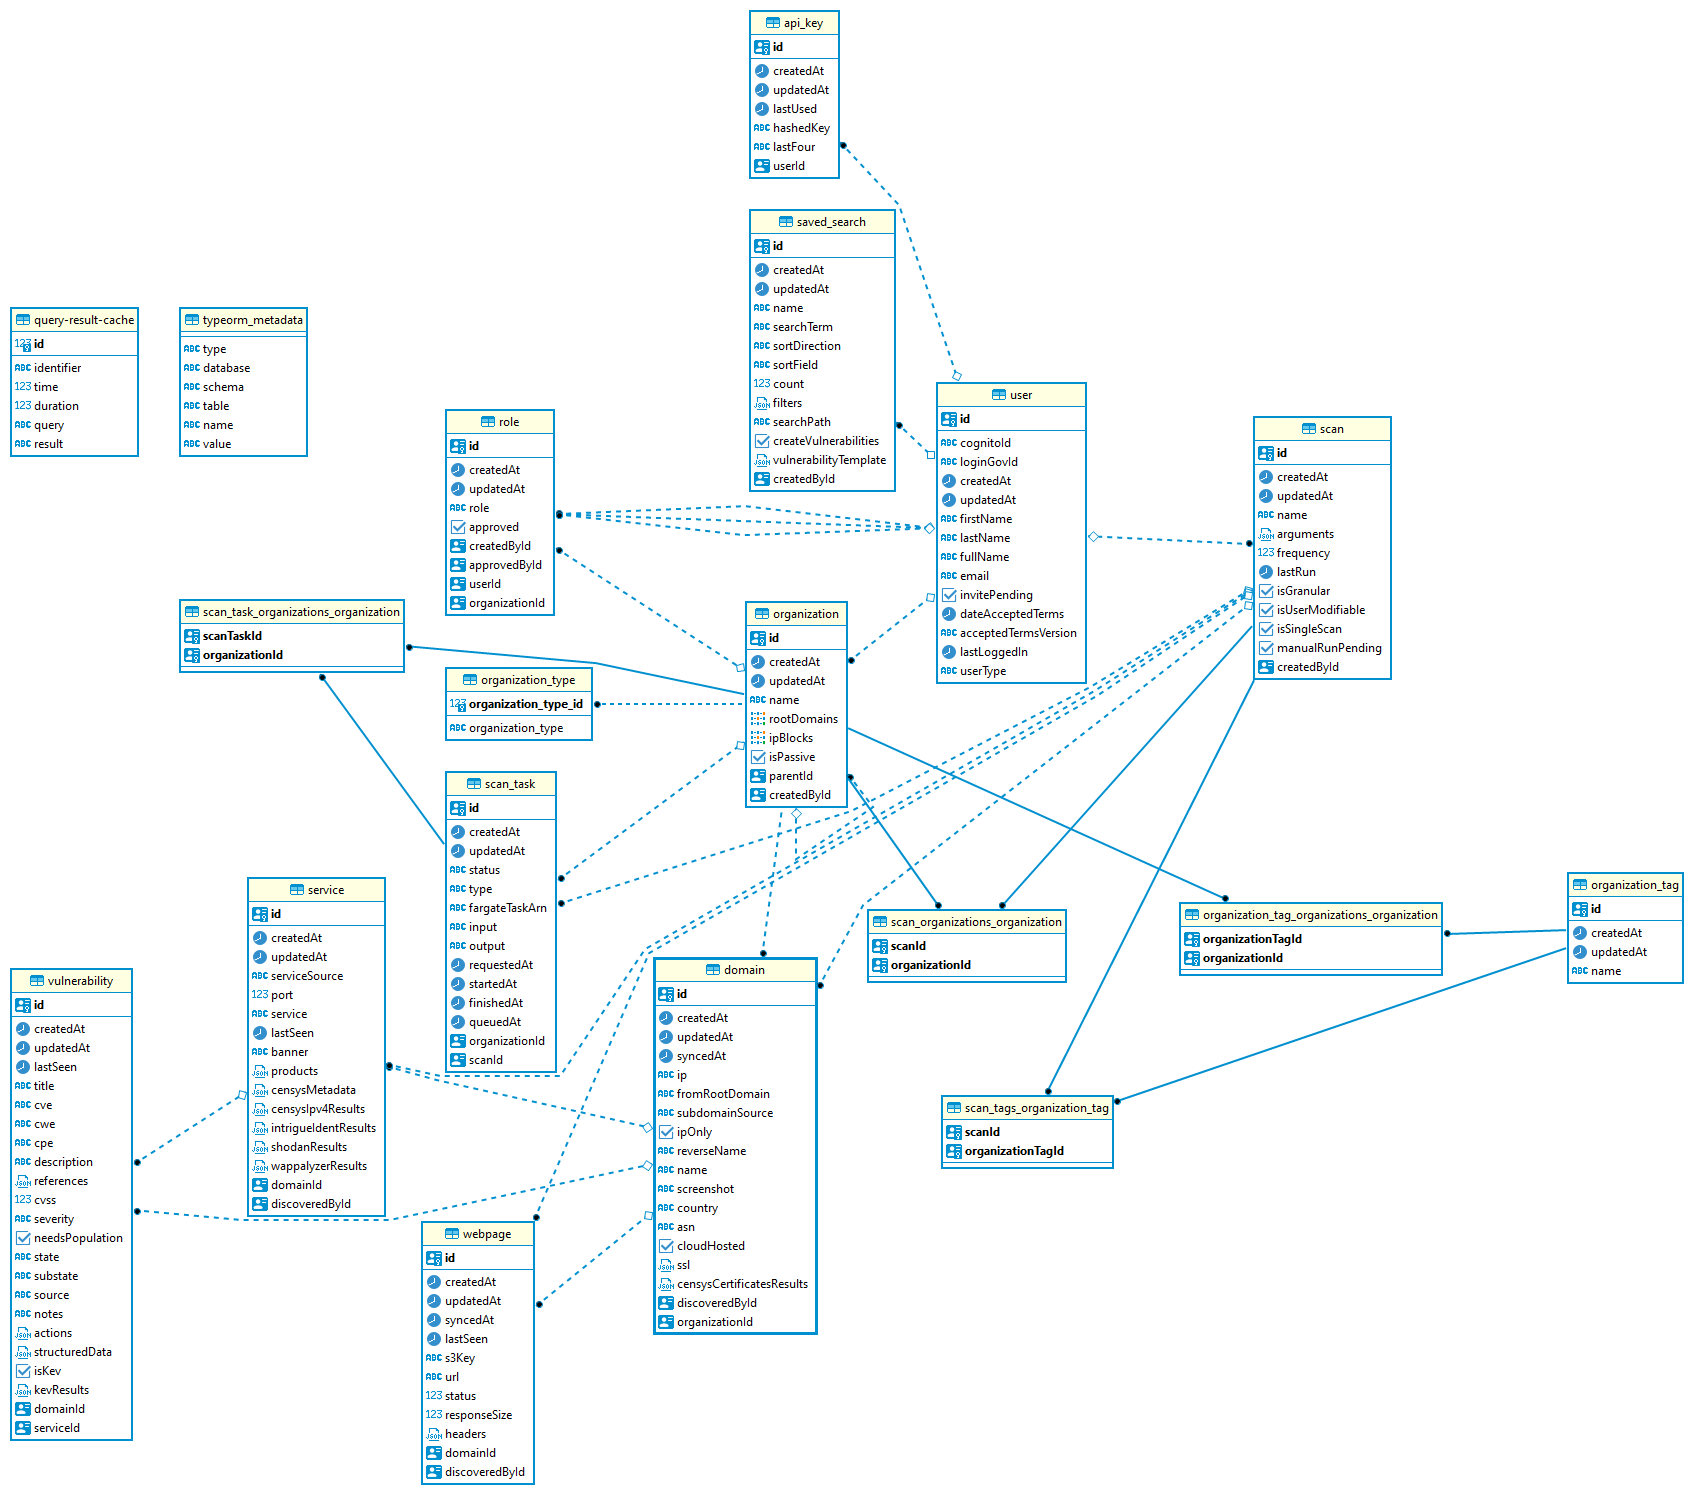 api_key
id
createdAt
updatedAt
lastUsed
hashedKey
lastFour
userId
saved_search
id
createdAt
updatedAt
name
searchTerm
sortDirection
sortField
count
filters
searchPath
createVulnerabilities
vulnerabilityTemplate
createdById
query-result-cache
id
identifier
time
duration
query
result
typeorm_metadata
type
database
schema
table
name
value
role
id
createdAt
updatedAt
role
approved
createdById
approvedById
userId
organizationId
user
id
cognitoId
loginGovId
createdAt
updatedAt
firstName
lastName
fullName
email
invitePending
dateAcceptedTerms
acceptedTermsVersion
lastLoggedIn
userType
scan
id
createdAt
updatedAt
name
arguments
frequency
lastRun
isGranular
isUserModifiable
isSingleScan
manualRunPending
createdById
scan_task_organizations_organization
scanTaskId
organizationId
organization_type
organization_type_id
organization_type
organization
id
createdAt
updatedAt
name
rootDomains
ipBlocks
isPassive
parentId
createdById
scan_task
id
createdAt
updatedAt
status
type
fargateTaskArn
input
output
requestedAt
startedAt
finishedAt
queuedAt
organizationId
scanId
service
id
createdAt
updatedAt
serviceSource
port
service
lastSeen
banner
products
censysMetadata
censysIpv4Results
intrigueIdentResults
shodanResults
wappalyzerResults
domainId
discoveredById
vulnerability
id
createdAt
updatedAt
lastSeen
title
cve
cwe
cpe
description
references
cvss
severity
needsPopulation
state
substate
source
notes
actions
structuredData
isKev
kevResults
domainId
serviceId
webpage
id
createdAt
updatedAt
syncedAt
lastSeen
s3Key
url
status
responseSize
headers
domainId
discoveredById
domain
id
createdAt
updatedAt
syncedAt
ip
fromRootDomain
subdomainSource
ipOnly
reverseName
name
screenshot
country
asn
cloudHosted
ssl
censysCertificatesResults
discoveredById
organizationId
scan_organizations_organization
scanId
organizationId
organization_tag_organizations_organization
organizationTagId
organizationId
organization_tag
id
createdAt
updatedAt
name
scan_tags_organization_tag
scanId
organizationTagId